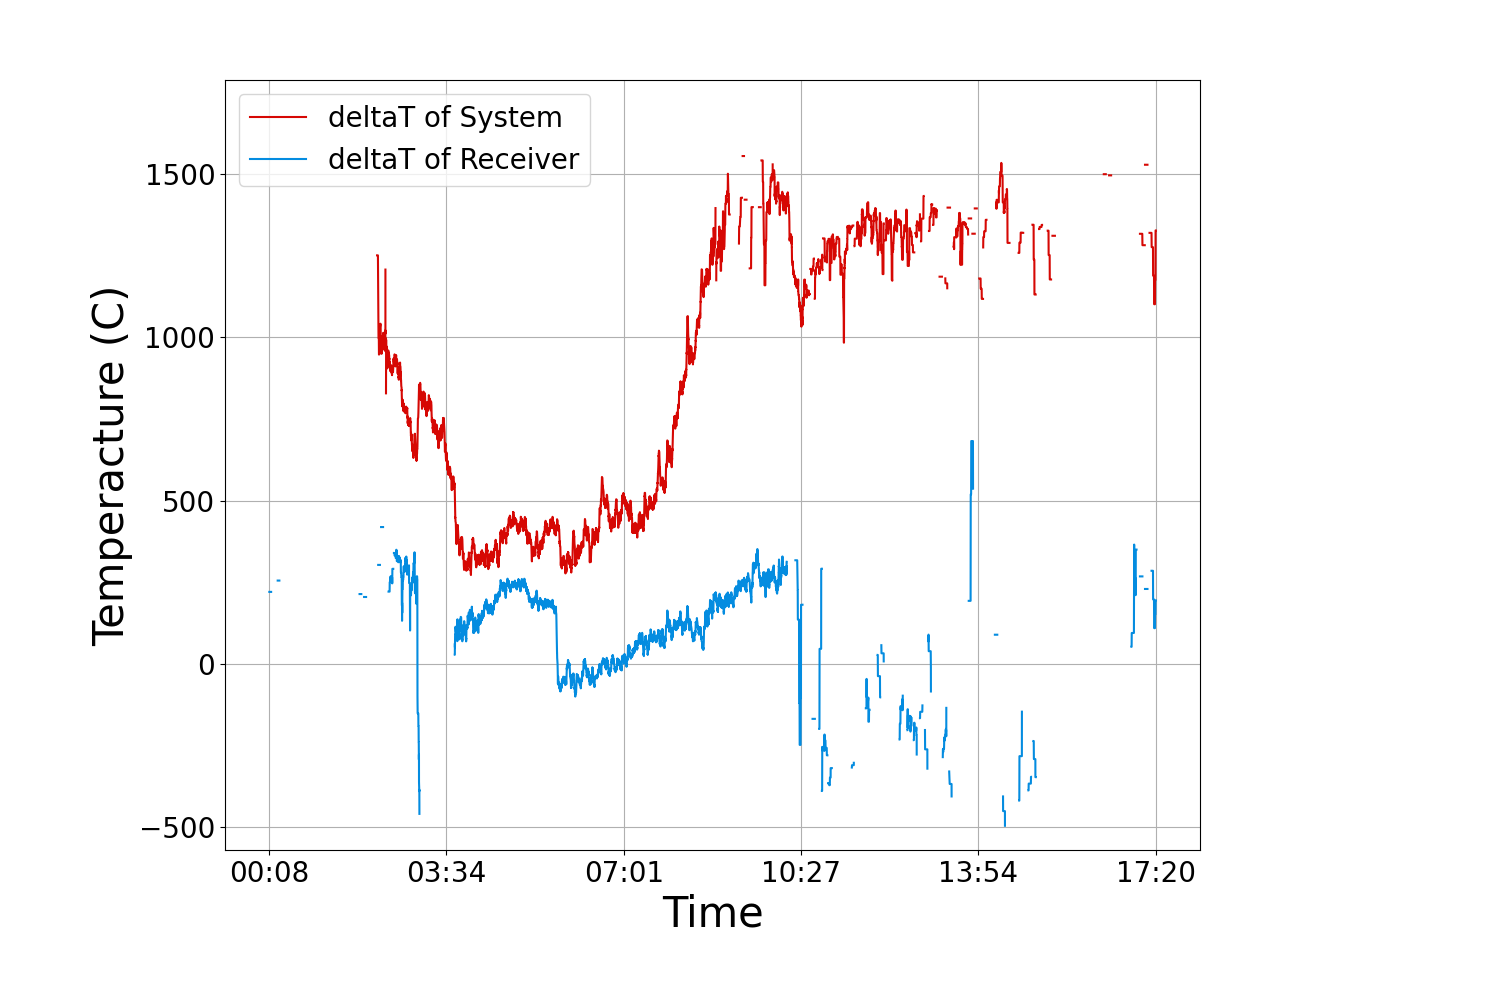 deltaT of System
deltaT of Receiver
1500
1000
500
0
−500
Temperacture (C)
00:08 03:34 07:01 10:27 13:54 17:20
Time